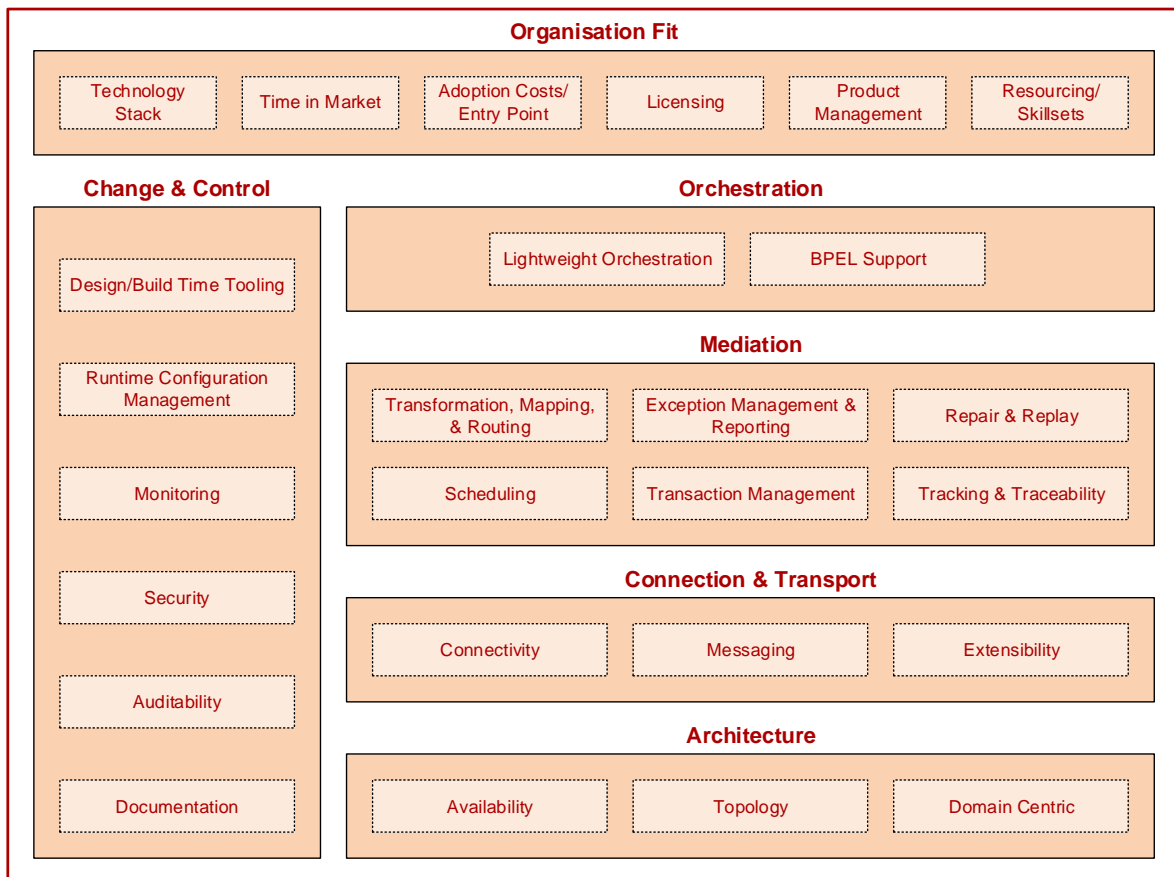 Organisation Fit
Technology
Stack
Time in Market
Adoption Costs/
Entry Point
Licensing
Product
Management
Resourcing/
Skillsets
Change & Control
Design/Build Time Tooling
Runtime Configuration
Management
Monitoring
Security
Auditability
Documentation
Orchestration
Lightweight Orchestration
BPEL Support
Mediation
Transformation, Mapping,
& Routing
Exception Management &
Reporting
Repair & Replay
Scheduling
Transaction Management
Tracking & Traceability
Connection & Transport
Connectivity
Messaging
Extensibility
Architecture
Availability
Topology
Domain Centric